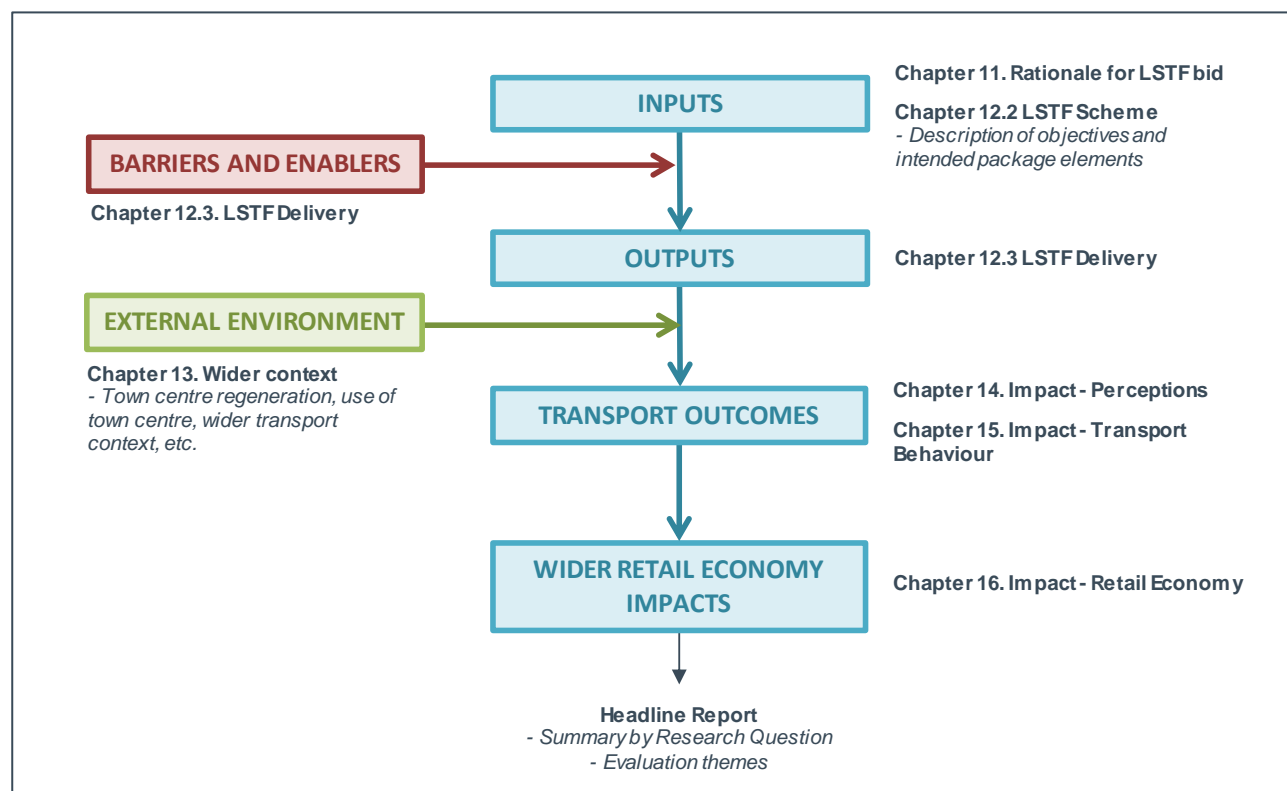 Chapter 11. Rationale for LSTF bid
INPUTS
Chapter 12.2 LSTF Scheme
- Description of objectives and
intended package elements
BARRIERS AND ENABLERS
Chapter 12.3. LSTF Delivery
OUTPUTS
Chapter 12.3 LSTF Delivery
EXTERNAL ENVIRONMENT
Chapter 13. Wider context
- Town centre regeneration, use of
town centre, wider transport
context, etc.
TRANSPORT OUTCOMES
Chapter 14. Impact - Perceptions
Chapter 15. Impact - Transport
Behaviour
WIDER RETAIL ECONOMY
IMPACTS
Chapter 16. Impact - Retail Economy
Headline Report
- Summary by Research Question
- Evaluation themes